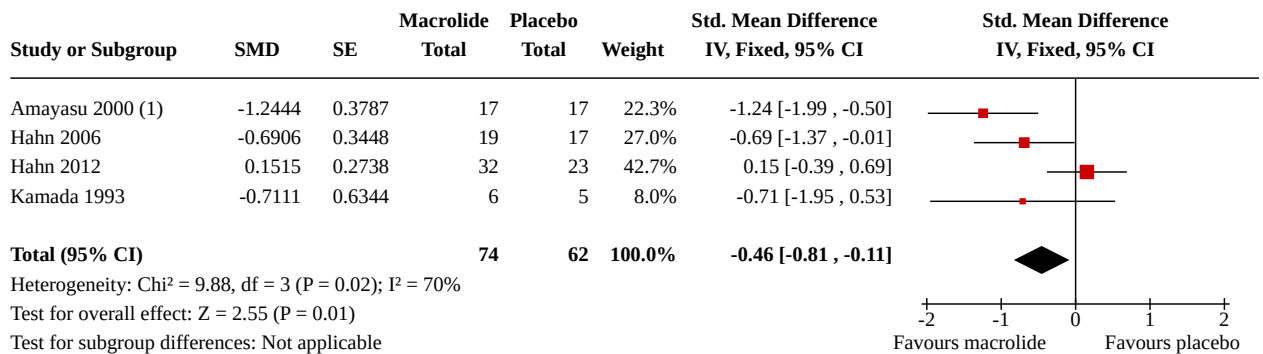 Macrolide Placebo Std. Mean Difference Std. Mean Difference
Study or Subgroup SMD SE Total Total Weight IV, Fixed, 95% CI IV, Fixed, 95% CI
Amayasu 2000 (1) -1.2444 0.3787 17 17 22.3% -1.24 [-1.99 , -0.50]
Hahn 2006 -0.6906 0.3448 19 17 27.0% -0.69 [-1.37 , -0.01]
Hahn 2012 0.1515 0.2738 32 23 42.7% 0.15 [-0.39 , 0.69]
Kamada 1993 -0.7111 0.6344 6 5 8.0% -0.71 [-1.95 , 0.53]
Total (95% CI) 74 62 100.0% -0.46 [-0.81 , -0.11]
Heterogeneity: Chi² = 9.88, df = 3 (P = 0.02); I² = 70%
Test for overall effect: Z = 2.55 (P = 0.01)
-2 -1 0 1 2
Test for subgroup differences: Not applicable Favours macrolide Favours placebo